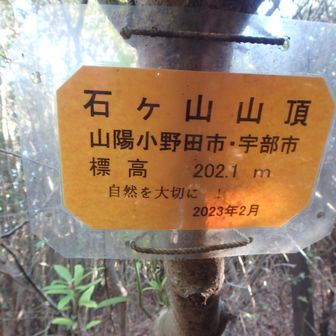 石ヶ山山頂
山陽小野田市・宇部市
標高 202.1 m
自然を大切に !
2023年2月